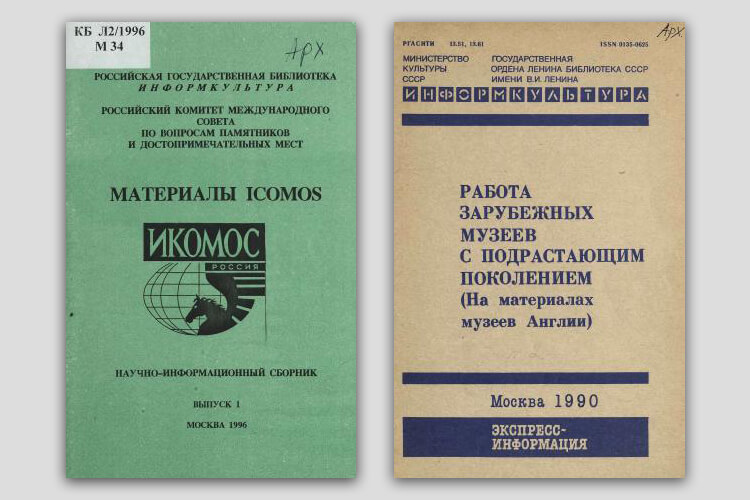 КБ Л2/1996
М 34
Арх
РОССИЙСКАЯ ГОСУДАРСТВЕННАЯ БИБЛИОТЕКА
ИНФОРМКУЛЬТУРА
РОССИЙСКИЙ КОМИТЕТ МЕЖДУНАРОДНОГО
СОВЕТА
ПО ВОПРОСАМ ПАМЯТНИКОВ
И ДОСТОПРИМЕЧАТЕЛЬНЫХ МЕСТ
МАТЕРИАЛЫ ICOMOS
ИКОМОС
РОССИЯ
НАУЧНО-ИНФОРМАЦИОННЫЙ СБОРНИК
ВЫПУСК 1
МОСКВА 1996
Арх.
РГАСНТИ 13.51, 13.61 ISSN 0135-0625
МИНИСТЕРСТВО
КУЛЬТУРЫ
СССР
ГОСУДАРСТВЕННАЯ
ОРДЕНА ЛЕНИНА БИБЛИОТЕКА СССР
ИМЕНИ В.И. ЛЕНИНА
ИНФОРМКУЛЬТУРА
РАБОТА
ЗАРУБЕЖНЫХ
МУЗЕЕВ
С ПОДРАСТАЮЩИМ
ПОКОЛЕНИЕМ
(На материалах
музеев Англии)
Москва 1990
ЭКСПРЕСС-
ИНФОРМАЦИЯ